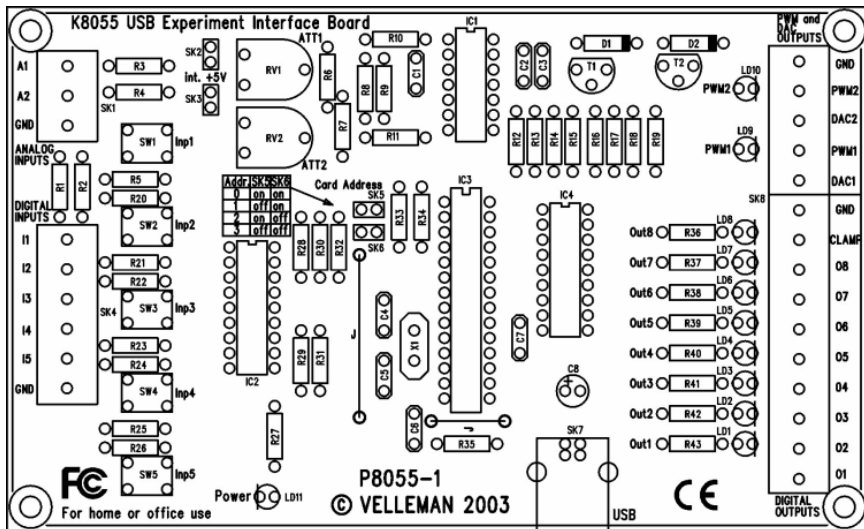 K8055 USB Experiment Interface Board
A1
A2
GND
SK1
ANALOG
INPUTS
R3
R4
SK2
int. +5V
SK3
ATT1
RV1
RV2
ATT2
R6
R7
R10
R8
R9
R11
C1
IC1
C2
C3
D1
D2
T1
T2
PWM and
DAC
OUTPUTS
LD10
PWM2
LD9
PWM1
GND
PWM2
DAC2
PWM1
DAC1
R12
R13
R14
R15
R16
R17
R18
R19
SW1
Inp1
R1
R2
R5
R20
DIGITAL
INPUTS
SW2
Inp2
I1
I2
I3
I4
I5
GND
SK4
R21
R22
SW3
Inp3
R23
R24
SW4
Inp4
R25
R26
SW5
Inp5
Addr. SK5 SK6
0 on on
1 off on
2 on off
3 off off
Card Address
SK5
SK6
R33
R34
R28
R30
R32
IC2
R29
R31
R27
J
C4
C5
X1
C6
IC3
J
R35
IC4
C7
C8
SK7
USB
SK8
GND
CLAMP
O8
O7
O6
O5
O4
O3
O2
O1
Out8 R36 LD8
Out7 R37 LD7
Out6 R38 LD6
Out5 R39 LD5
Out4 R40 LD4
Out3 R41 LD3
Out2 R42 LD2
Out1 R43 LD1
DIGITAL
OUTPUTS
FC
For home or office use
Power
LD11
P8055-1
© VELLEMAN 2003
CE